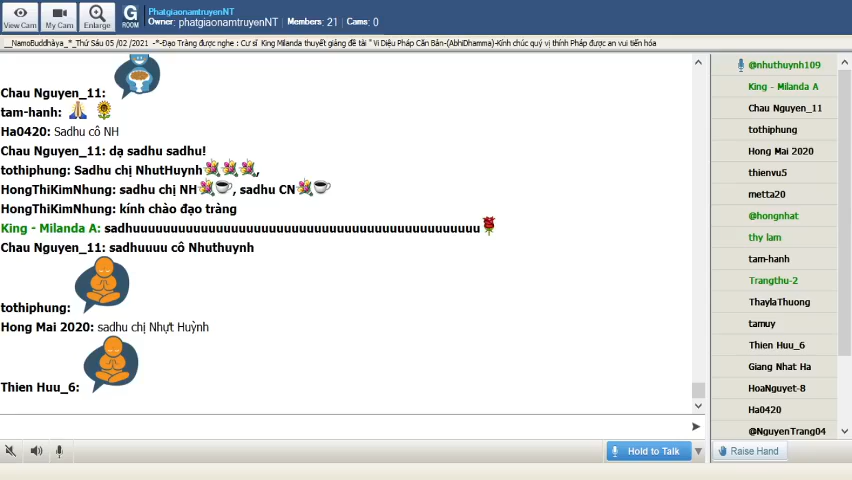 View Cam
My Cam
Enlarge
G
ROOM
PhatgiaonamtruyenNT
Owner: phatgiaonamtruyenNT Members: 21 Cams: 0
__NamoBuddhàya_*_Thứ Sáu 05 /02 /2021 -*-Đạo Tràng được nghe : Cư sĩ King Milanda thuyết giảng đề tài " Vi Diệu Pháp Căn Bản-(AbhiDhamma)-Kính chúc quý vị thính Pháp được an vui tiến hóa
Chau Nguyen_11:
tam-hanh:
Ha0420: Sadhu cô NH
Chau Nguyen_11: dạ sadhu sadhu!
tothiphung: Sadhu chị NhutHuynh,
HongThiKimNhung: sadhu chị NH, sadhu CN
HongThiKimNhung: kính chào đạo tràng
King - Milanda A: sadhuuuuuuuuuuuuuuuuuuuuuuuuuuuuuuuuuuuuuuuuuuuuuu
Chau Nguyen_11: sadhuuuu cô Nhuthuynh
tothiphung:
Hong Mai 2020: sadhu chị Nhựt Huỳnh
Thien Huu_6:
@nhuthuynh109
King - Milanda A
Chau Nguyen_11
tothiphung
Hong Mai 2020
thienvu5
metta20
@hongnhat
thy lam
tam-hanh
Trangthu-2
ThaylaThuong
tamuy
Thien Huu_6
Giang Nhat Ha
HoaNguyet-8
Ha0420
@NguyenTrang04
Hold to Talk
Raise Hand